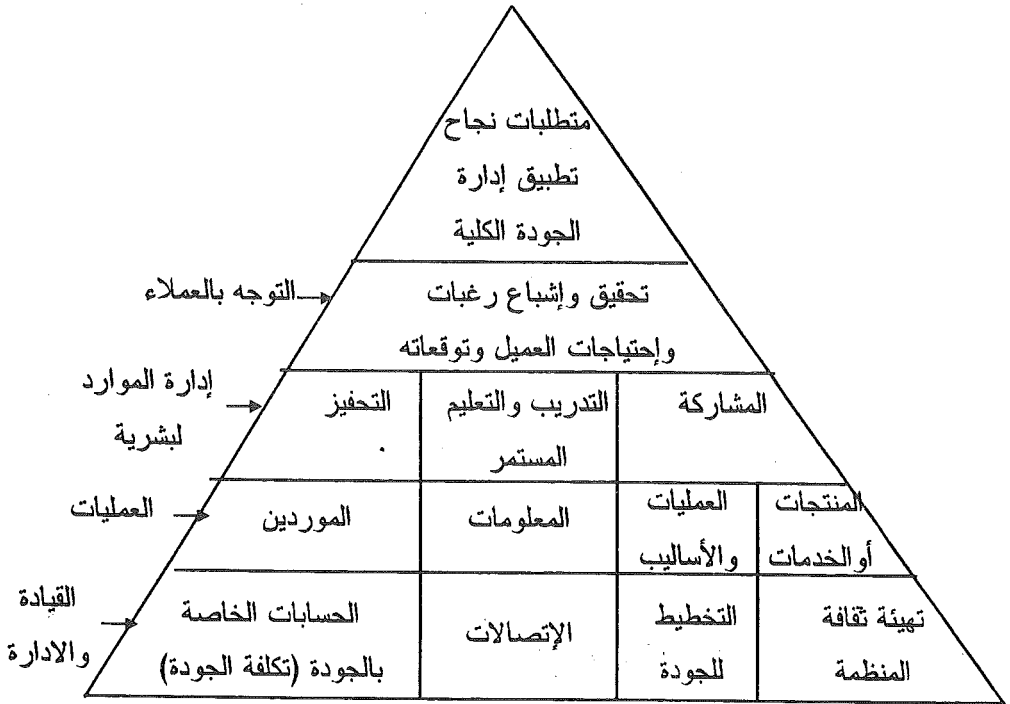 متطلبات نجاح
تطبيق إدارة
الجودة الكلية
التوجه بالعملاء
تحقيق وإشباع رغبات
وإحتياجات العميل وتوقعاته
إدارة الموارد
لبشرية
المشاركة
التدريب والتعليم
المستمر
التحفيز
العمليات
المنتجات
أو الخدمات
العمليات
والأساليب
المعلومات
الموردين
القيادة
والادارة
تهيئة ثقافة
المنظمة
التخطيط
للجودة
الإتصالات
الحسابات الخاصة
بالجودة (تكلفة الجودة)